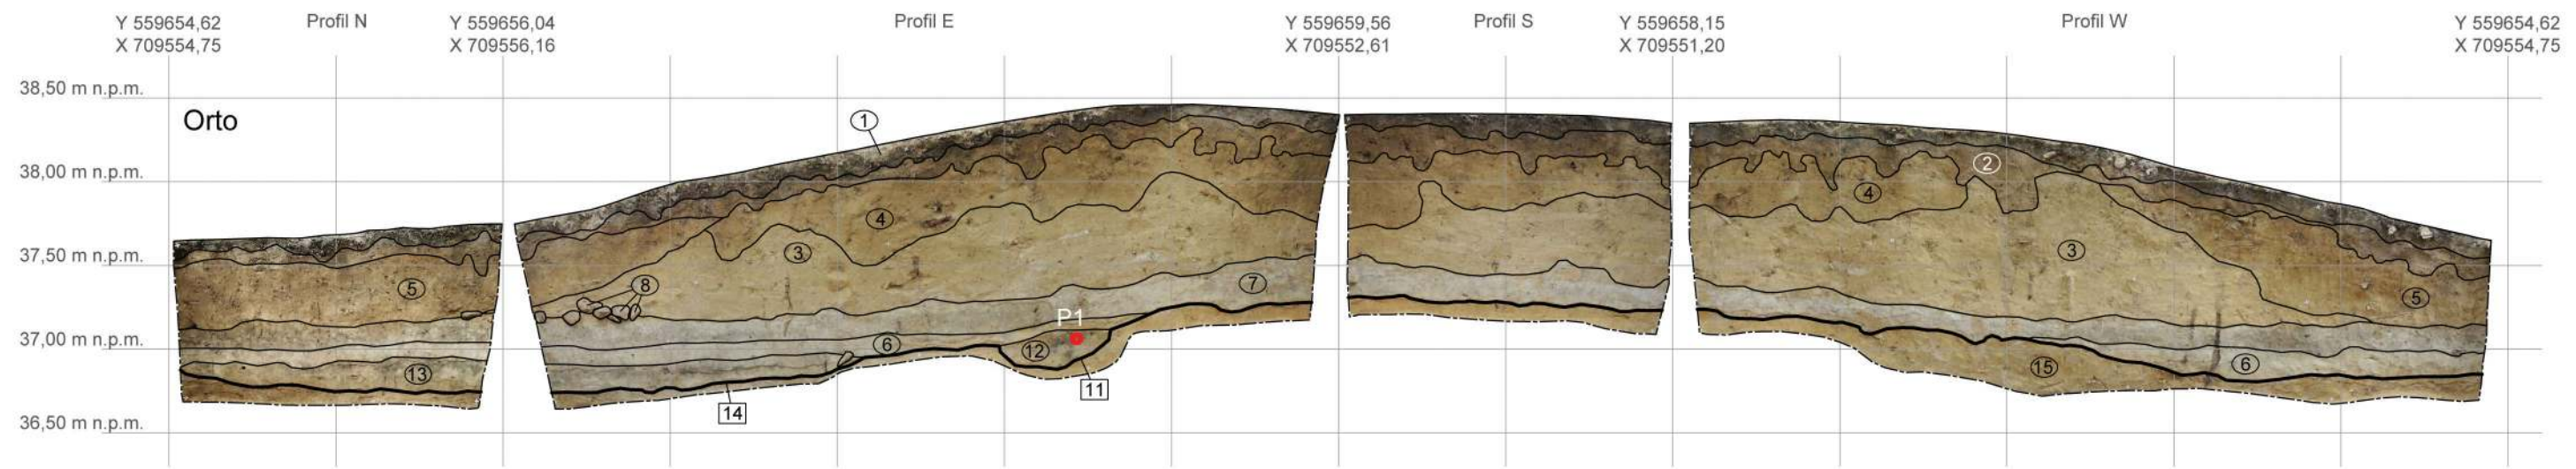 Y 559654,62 Profil N Y 559656,04 Profil E Y 559659,56 Profil S Y 559658,15 Profil W Y 559654,62
X 709554,75 X 709556,16 X 709552,61 X 709551,20 X 709554,75
38,50 m n.p.m.
Orto
1
2
38,00 m n.p.m.
4
4
3
3
37,50 m n.p.m.
5
8
7
5
P1
37,00 m n.p.m.
6
12
13
15
6
11
14
36,50 m n.p.m.